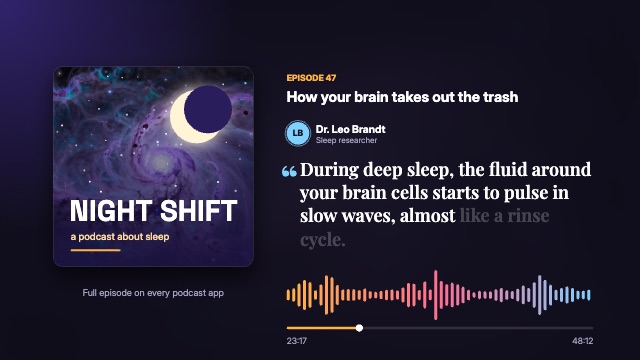 NIGHT SHIFT
a podcast about sleep
Full episode on every podcast app
EPISODE 47
How your brain takes out the trash
LB
Dr. Leo Brandt
Sleep researcher
“During deep sleep, the fluid around
your brain cells starts to pulse in
slow waves, almost like a rinse
cycle.
23:17
48:12